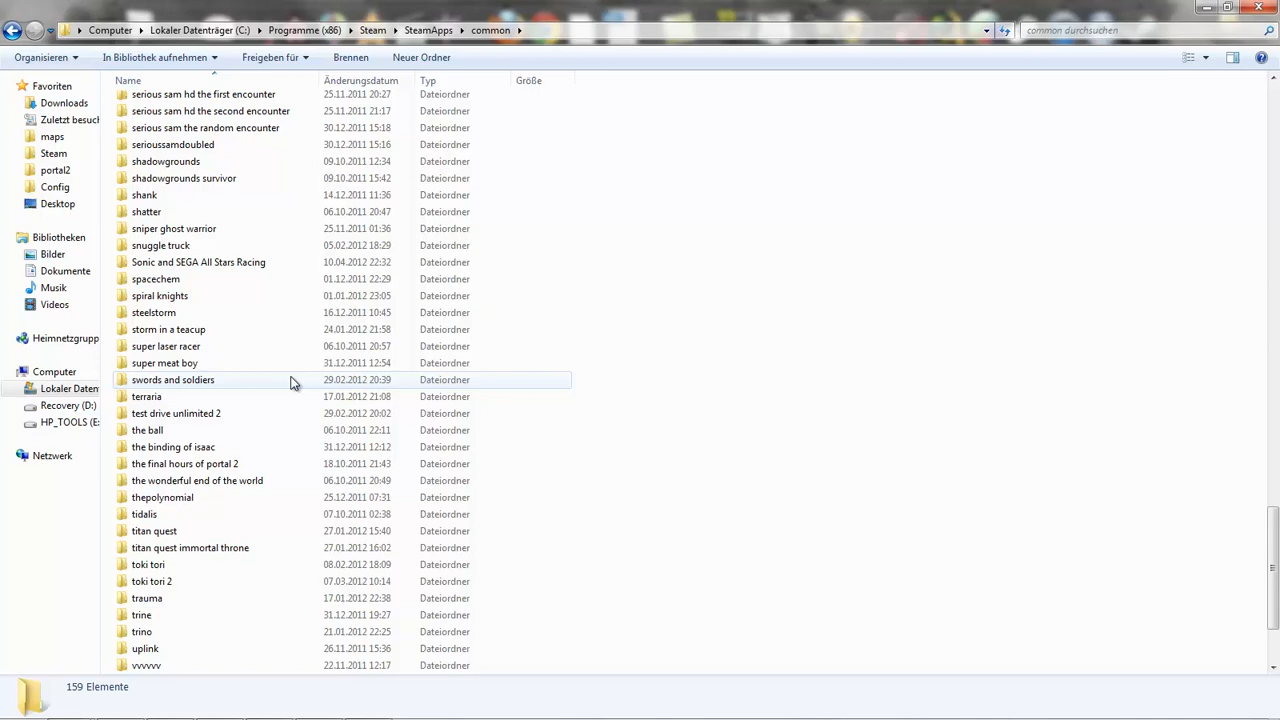 Computer Lokaler Datenträger (C:) Programme (x86) Steam SteamApps common common durchsuchen
Organisieren In Bibliothek aufnehmen Freigeben für Brennen Neuer Ordner
Name Änderungsdatum Typ Größe
Favoriten
Downloads
Zuletzt besuch
maps
Steam
portal2
Config
Desktop
Bibliotheken
Bilder
Dokumente
Musik
Videos
Heimnetzgrupp
Computer
Lokaler Daten
Recovery (D:)
HP_TOOLS (E:
Netzwerk
serious sam hd the first encounter 25.11.2011 20:27 Dateiordner
serious sam hd the second encounter 25.11.2011 21:17 Dateiordner
serious sam the random encounter 30.12.2011 15:18 Dateiordner
serioussamdoubled 30.12.2011 15:16 Dateiordner
shadowgrounds 09.10.2011 12:34 Dateiordner
shadowgrounds survivor 09.10.2011 15:42 Dateiordner
shank 14.12.2011 11:36 Dateiordner
shatter 06.10.2011 20:47 Dateiordner
sniper ghost warrior 25.11.2011 01:36 Dateiordner
snuggle truck 05.02.2012 18:29 Dateiordner
Sonic and SEGA All Stars Racing 10.04.2012 22:32 Dateiordner
spacechem 01.12.2011 22:29 Dateiordner
spiral knights 01.01.2012 23:05 Dateiordner
steelstorm 16.12.2011 10:45 Dateiordner
storm in a teacup 24.01.2012 21:58 Dateiordner
super laser racer 06.10.2011 20:57 Dateiordner
super meat boy 31.12.2011 12:54 Dateiordner
swords and soldiers 29.02.2012 20:39 Dateiordner
terraria 17.01.2012 21:08 Dateiordner
test drive unlimited 2 29.02.2012 20:02 Dateiordner
the ball 06.10.2011 22:11 Dateiordner
the binding of isaac 31.12.2011 12:12 Dateiordner
the final hours of portal 2 18.10.2011 21:43 Dateiordner
the wonderful end of the world 06.10.2011 20:49 Dateiordner
thepolynomial 25.12.2011 07:31 Dateiordner
tidalis 07.10.2011 02:38 Dateiordner
titan quest 27.01.2012 15:40 Dateiordner
titan quest immortal throne 27.01.2012 16:02 Dateiordner
toki tori 08.02.2012 18:09 Dateiordner
toki tori 2 07.03.2012 10:14 Dateiordner
trauma 17.01.2012 22:38 Dateiordner
trine 31.12.2011 19:27 Dateiordner
trino 21.01.2012 22:25 Dateiordner
uplink 26.11.2011 15:36 Dateiordner
vvvvvv 22.11.2011 12:17 Dateiordner
159 Elemente